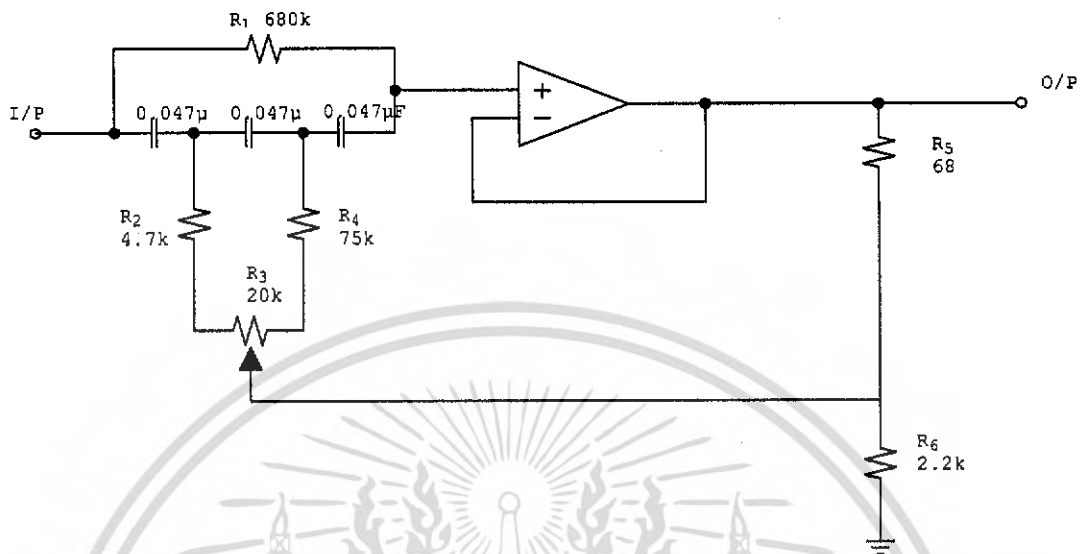 R1 680k
I/P
0.047µ
0.047µ
0.047µF
+
−
O/P
R5
68
R2
4.7k
R4
75k
R3
20k
R6
2.2k